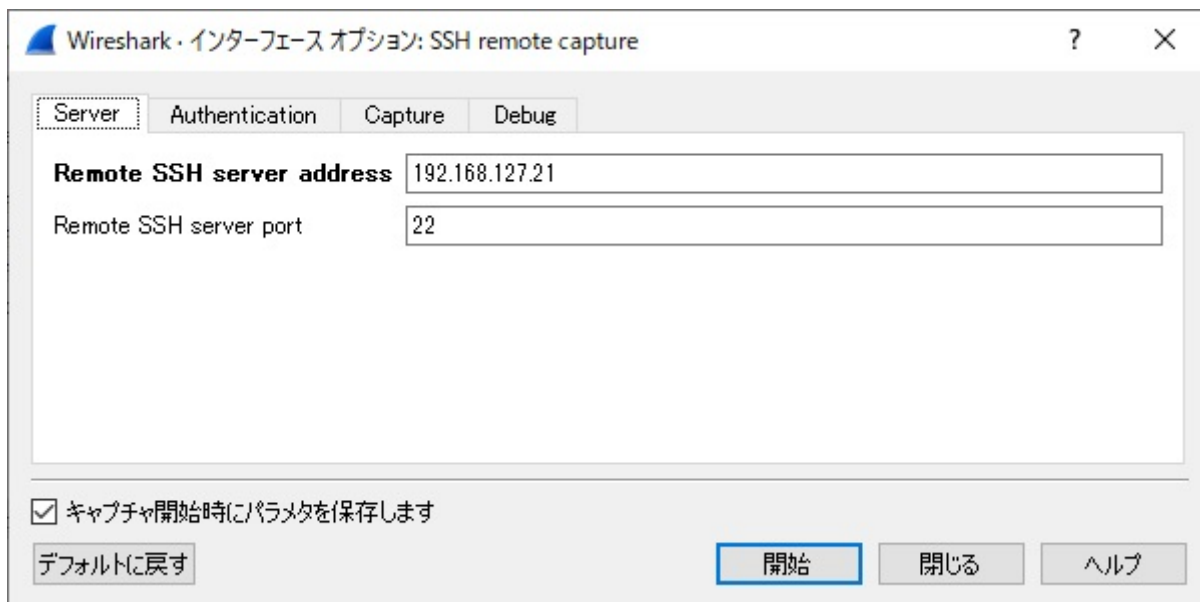 Wireshark · インターフェース オプション: SSH remote capture ? ×
Server Authentication Capture Debug
Remote SSH server address 192.168.127.21
Remote SSH server port 22
キャプチャ開始時にパラメタを保存します
デフォルトに戻す 開始 閉じる ヘルプ